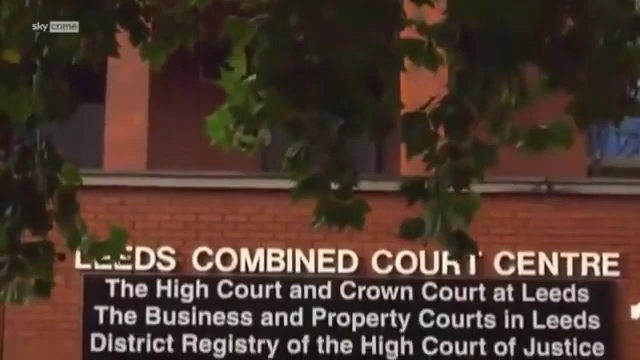 sky crime
LEEDS COMBINED COURT CENTRE
The High Court and Crown Court at Leeds
The Business and Property Courts in Leeds
District Registry of the High Court of Justice